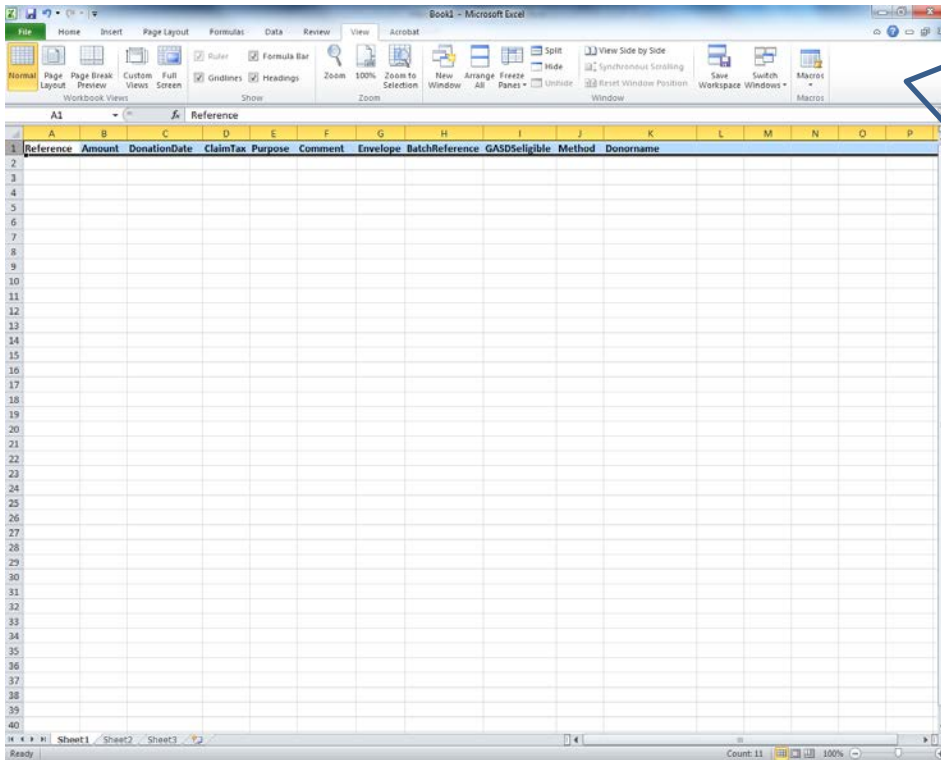 Book1 - Microsoft Excel
File Home Insert Page Layout Formulas Data Review View Acrobat
Normal Page Layout Page Break Preview Custom Views Full Screen
Workbook Views
Ruler Formula Bar
Gridlines Headings
Show
Zoom 100% Zoom to Selection
Zoom
New Window Arrange All Freeze Panes
Split
Hide
Unhide
View Side by Side
Synchronous Scrolling
Reset Window Position
Window
Save Workspace Switch Windows
Macros
Macros
A1 fx Reference
A B C D E F G H I J K L M N O P
1 Reference Amount DonationDate ClaimTax Purpose Comment Envelope BatchReference GASDSeligible Method Donorname
2
3
4
5
6
7
8
9
10
11
12
13
14
15
16
17
18
19
20
21
22
23
24
25
26
27
28
29
30
31
32
33
34
35
36
37
38
39
40
Sheet1 Sheet2 Sheet3
Ready Count: 11 100%